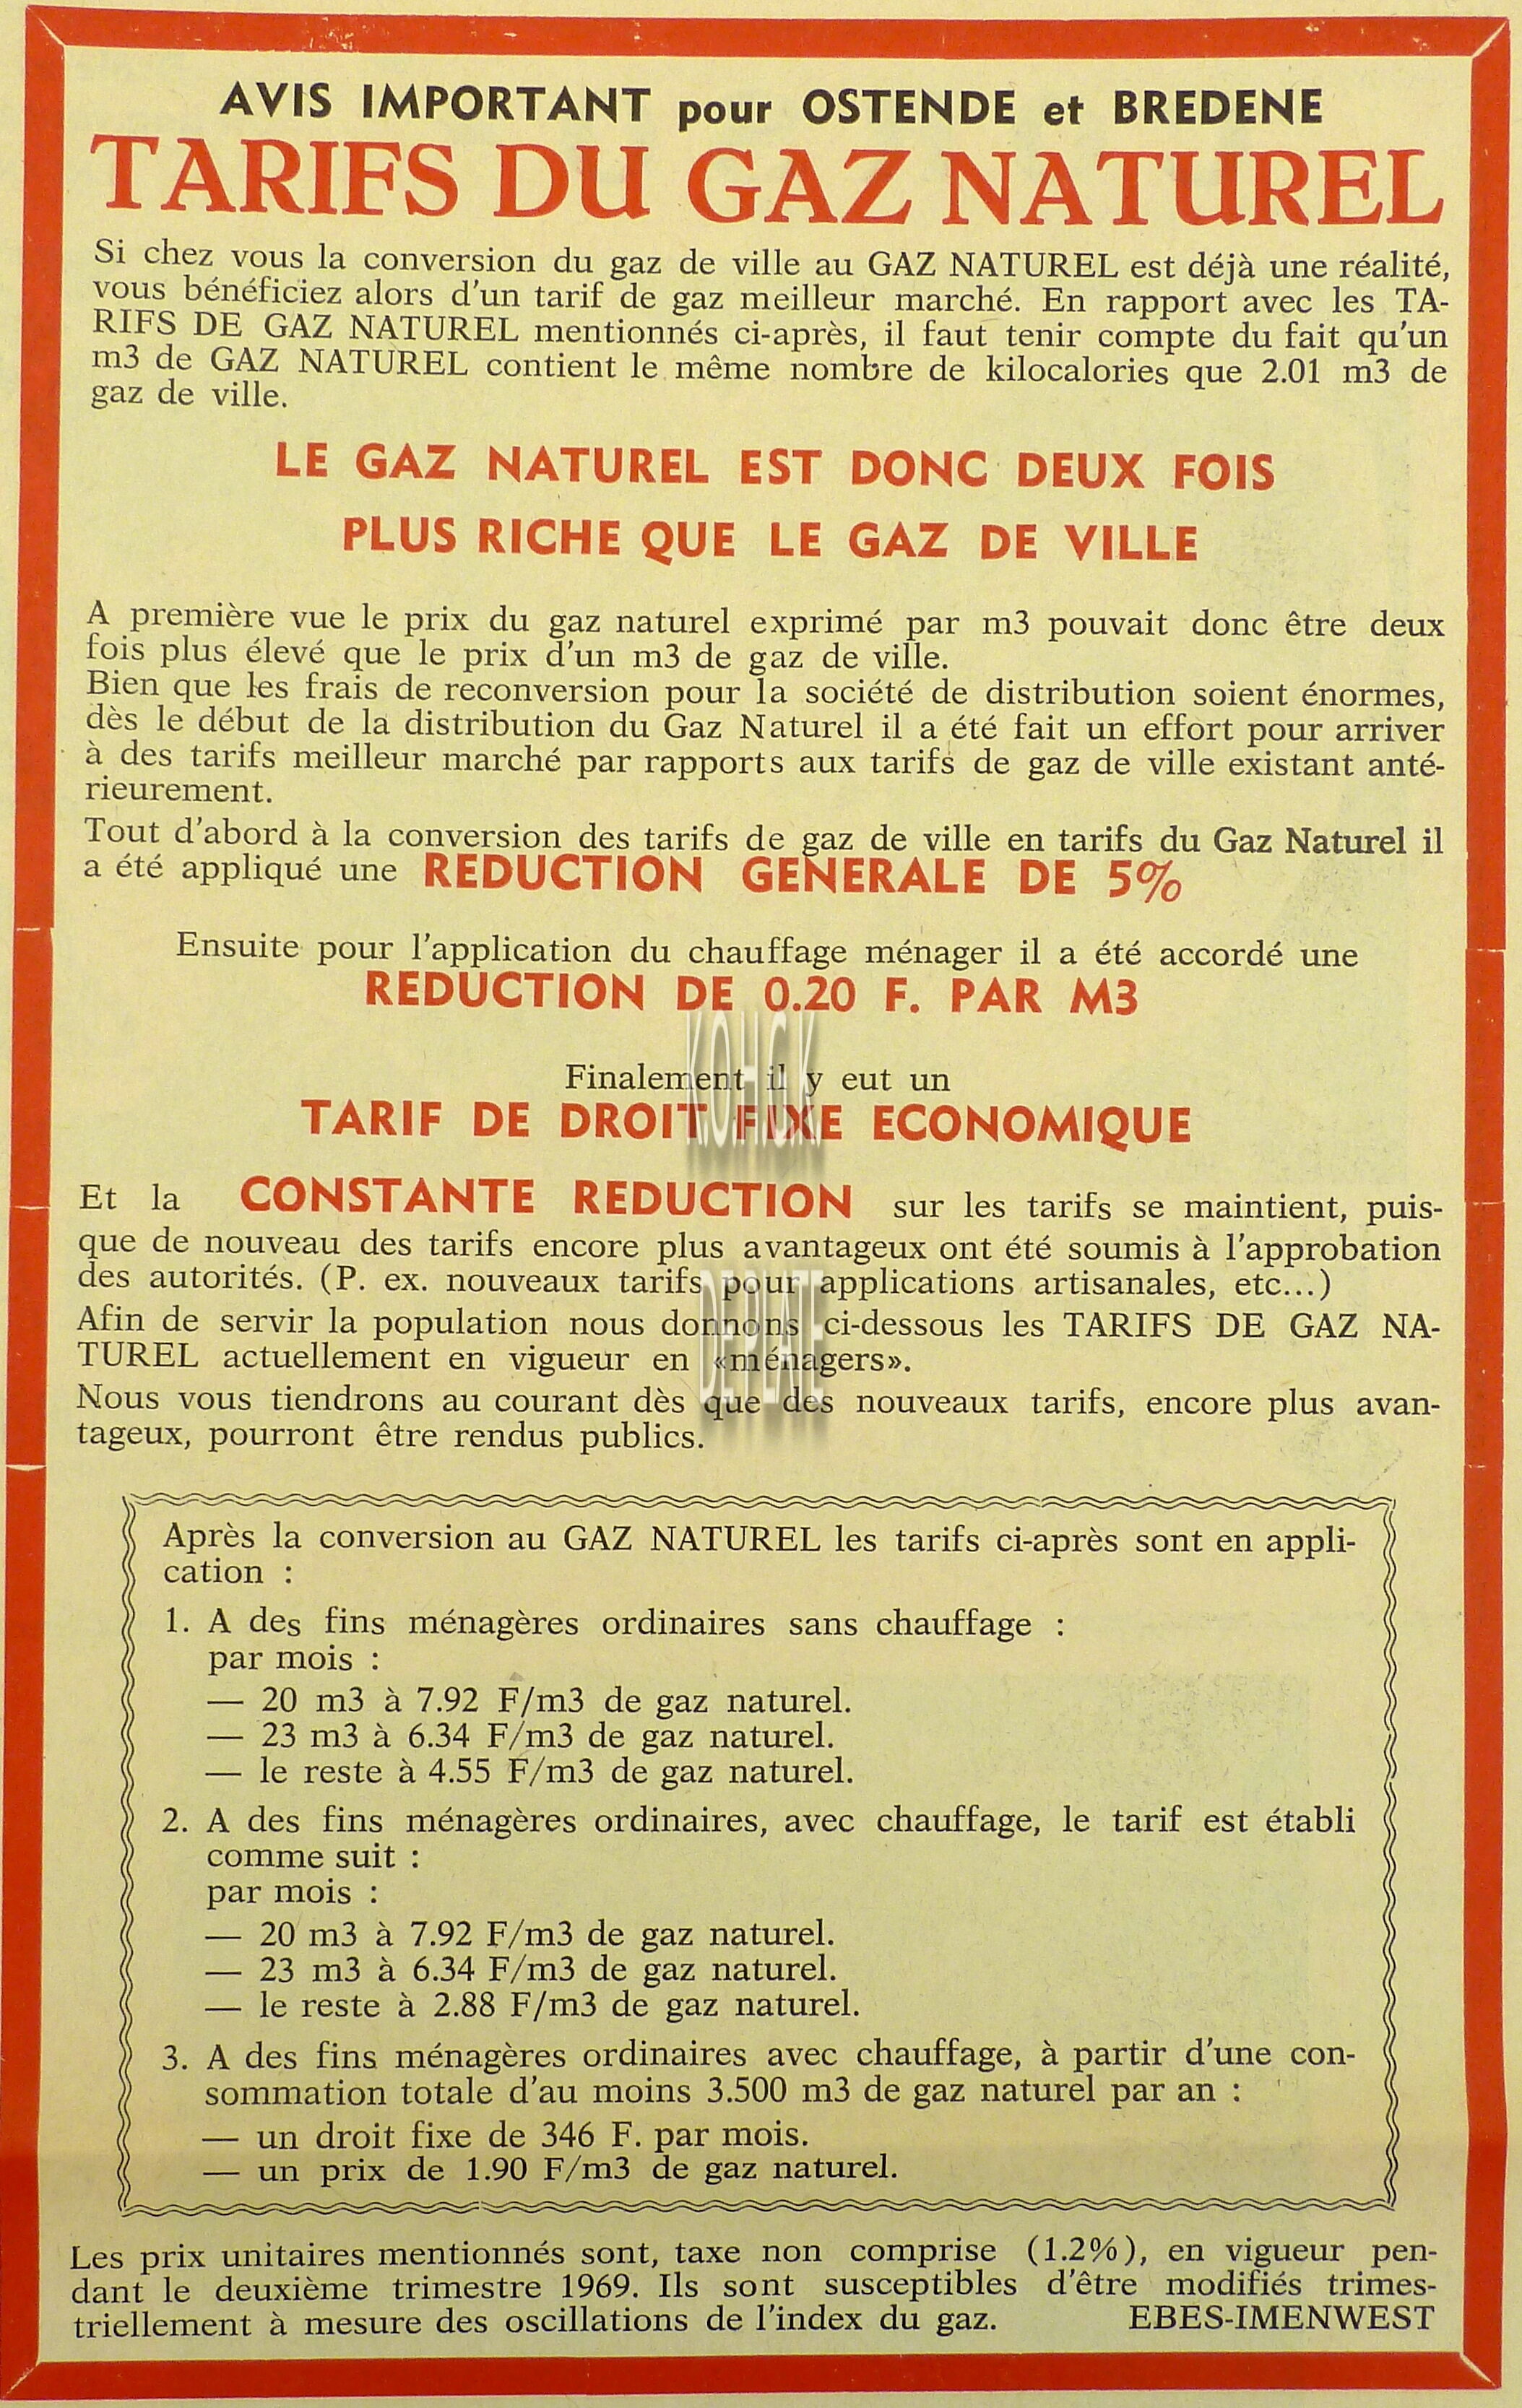 AVIS IMPORTANT pour OSTENDE et BREDENE
TARIFS DU GAZ NATUREL
Si chez vous la conversion du gaz de ville au GAZ NATUREL est déjà une réalité,
vous bénéficiez alors d'un tarif de gaz meilleur marché. En rapport avec les TA-
RIFS DE GAZ NATUREL mentionnés ci-après, il faut tenir compte du fait qu'un
m3 de GAZ NATUREL contient le même nombre de kilocalories que 2.01 m3 de
gaz de ville.
LE GAZ NATUREL EST DONC DEUX FOIS
PLUS RICHE QUE LE GAZ DE VILLE
A première vue le prix du gaz naturel exprimé par m3 pouvait donc être deux
fois plus élevé que le prix d'un m3 de gaz de ville.
Bien que les frais de reconversion pour la société de distribution soient énormes,
dès le début de la distribution du Gaz Naturel il a été fait un effort pour arriver
à des tarifs meilleur marché par rapports aux tarifs de gaz de ville existant anté-
rieurement.
Tout d'abord à la conversion des tarifs de gaz de ville en tarifs du Gaz Naturel il
a été appliqué une REDUCTION GENERALE DE 5%
Ensuite pour l'application du chauffage ménager il a été accordé une
REDUCTION DE 0.20 F. PAR M3
Finalement il y eut un
TARIF DE DROIT FIXE ECONOMIQUE
KOHGK
Et la CONSTANTE REDUCTION sur les tarifs se maintient, puis-
que de nouveau des tarifs encore plus avantageux ont été soumis à l'approbation
des autorités. (P. ex. nouveaux tarifs pour applications artisanales, etc...)
Afin de servir la population nous donnons ci-dessous les TARIFS DE GAZ NA-
TUREL actuellement en vigueur en «ménagers».
DE PLATE
Nous vous tiendrons au courant dès que des nouveaux tarifs, encore plus avan-
tageux, pourront être rendus publics.
Après la conversion au GAZ NATUREL les tarifs ci-après sont en appli-
cation :
1. A des fins ménagères ordinaires sans chauffage :
par mois :
— 20 m3 à 7.92 F/m3 de gaz naturel.
— 23 m3 à 6.34 F/m3 de gaz naturel.
— le reste à 4.55 F/m3 de gaz naturel.
2. A des fins ménagères ordinaires, avec chauffage, le tarif est établi
comme suit :
par mois :
— 20 m3 à 7.92 F/m3 de gaz naturel.
— 23 m3 à 6.34 F/m3 de gaz naturel.
— le reste à 2.88 F/m3 de gaz naturel.
3. A des fins ménagères ordinaires avec chauffage, à partir d'une con-
sommation totale d'au moins 3.500 m3 de gaz naturel par an :
— un droit fixe de 346 F. par mois.
— un prix de 1.90 F/m3 de gaz naturel.
Les prix unitaires mentionnés sont, taxe non comprise (1.2%), en vigueur pen-
dant le deuxième trimestre 1969. Ils sont susceptibles d'être modifiés trimes-
triellement à mesure des oscillations de l'index du gaz. EBES-IMENWEST